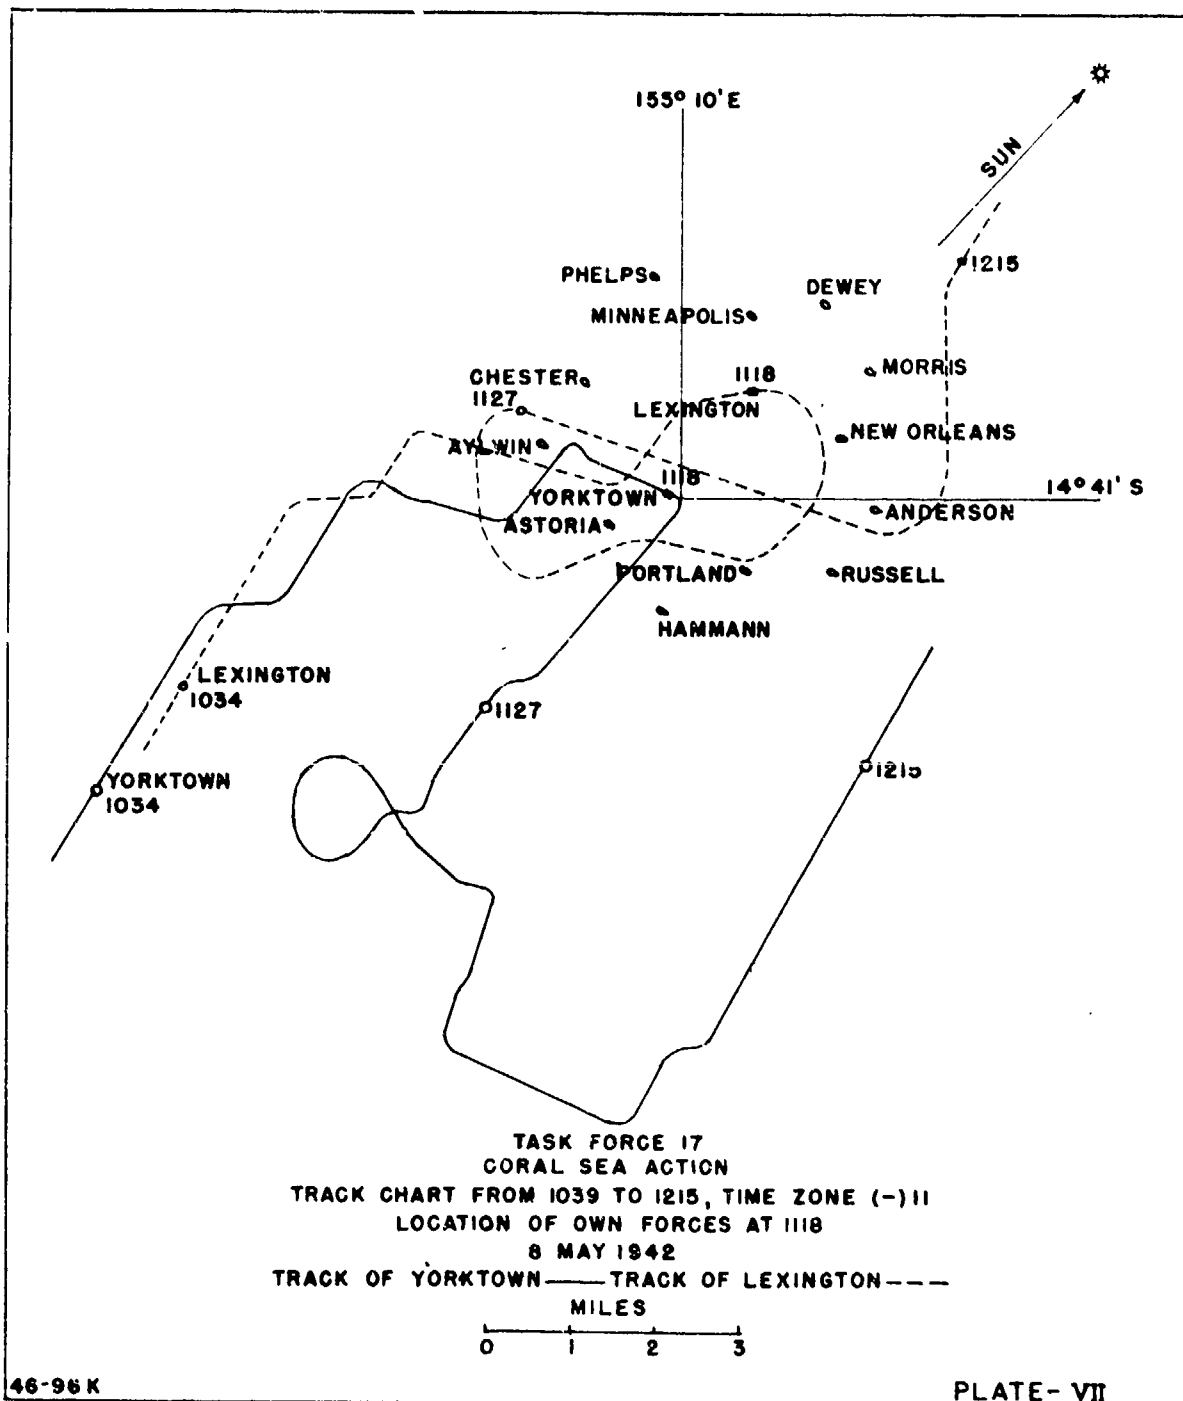 155° 10' E
SUN
PHELPS
DEWEY
1215
MINNEAPOLIS
MORRIS
CHESTER
1118
1127
LEXINGTON
AYLWIN
NEW ORLEANS
1118
YORKTOWN
14° 41' S
ASTORIA
ANDERSON
PORTLAND
RUSSELL
HAMMANN
LEXINGTON
1034
1127
YORKTOWN
1034
1215
TASK FORCE 17
CORAL SEA ACTION
TRACK CHART FROM 1039 TO 1215, TIME ZONE (-) 11
LOCATION OF OWN FORCES AT 1118
8 MAY 1942
TRACK OF YORKTOWN —— TRACK OF LEXINGTON ---
MILES
0 1 2 3
46-96 K
PLATE- VII